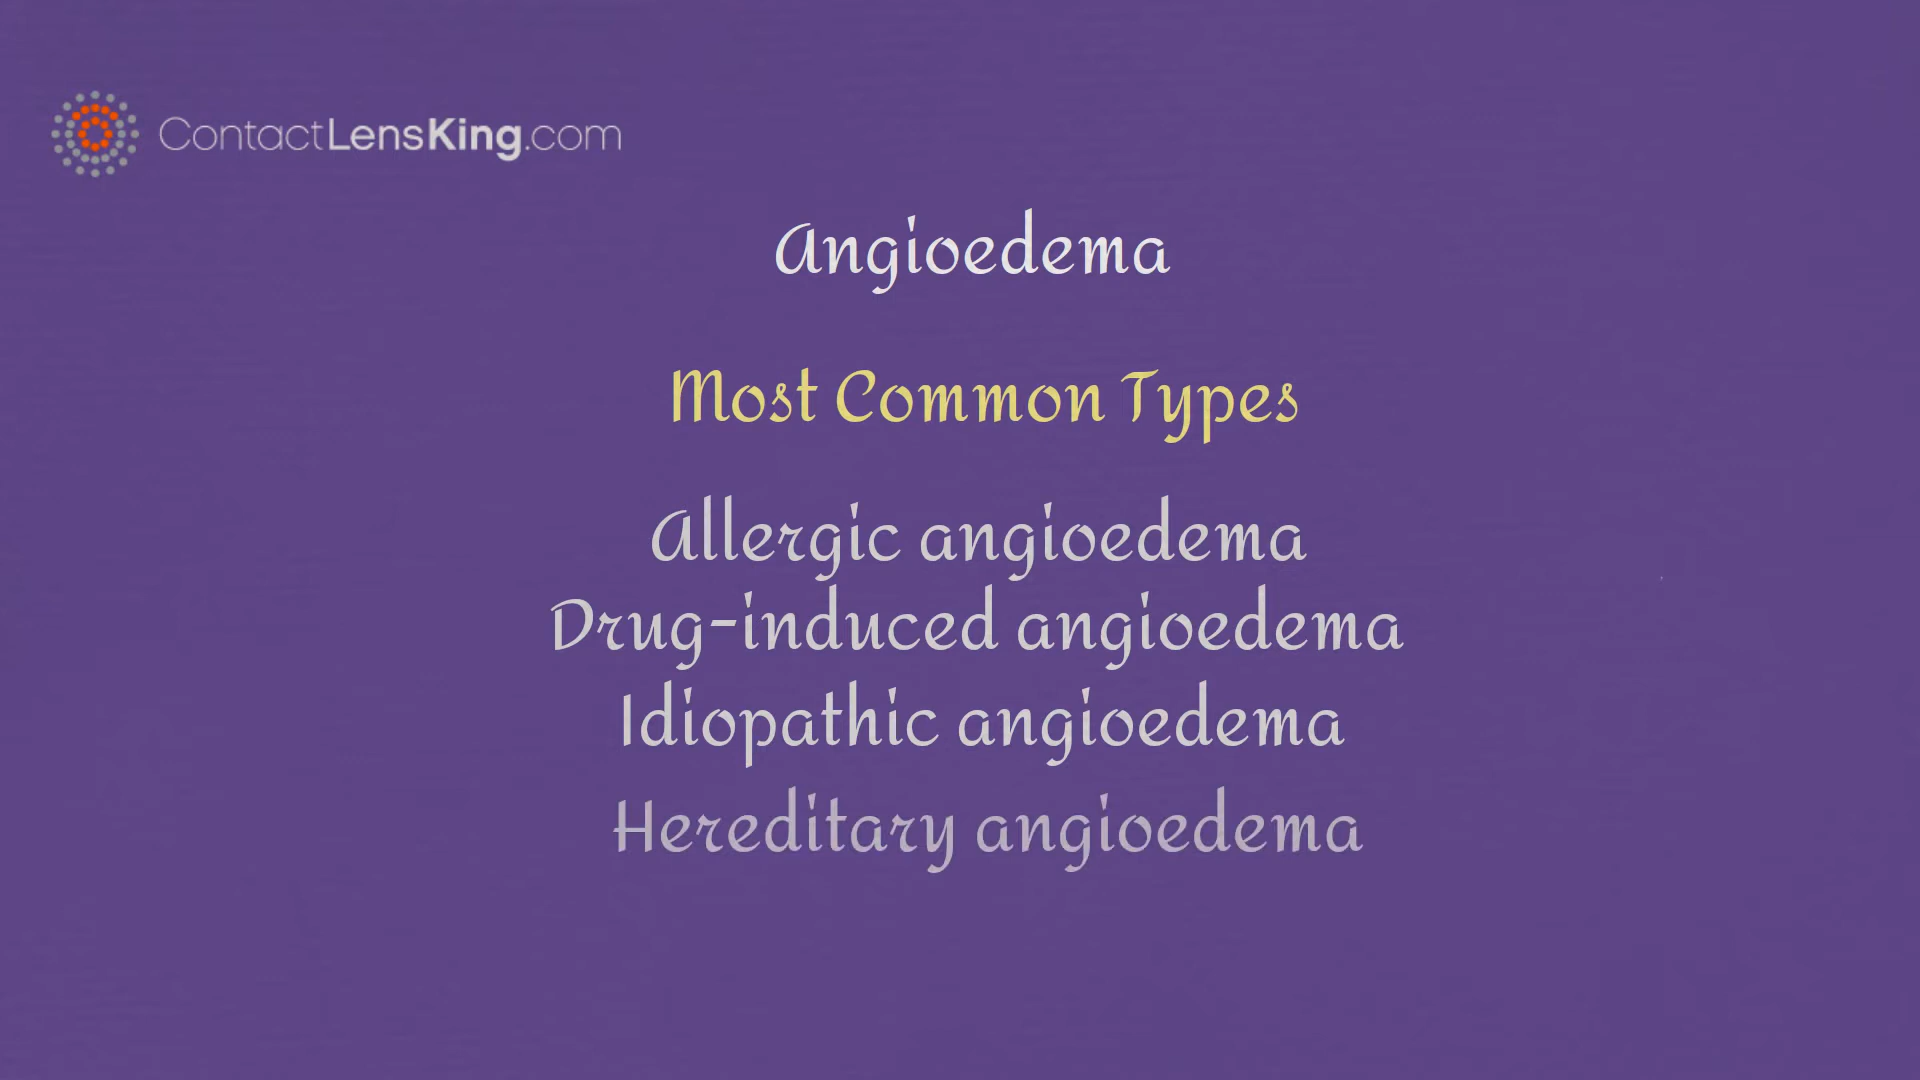 ContactLensKing.com
Angioedema
Most Common Types
Allergic angioedema
Drug-induced angioedema
Idiopathic angioedema
Hereditary angioedema